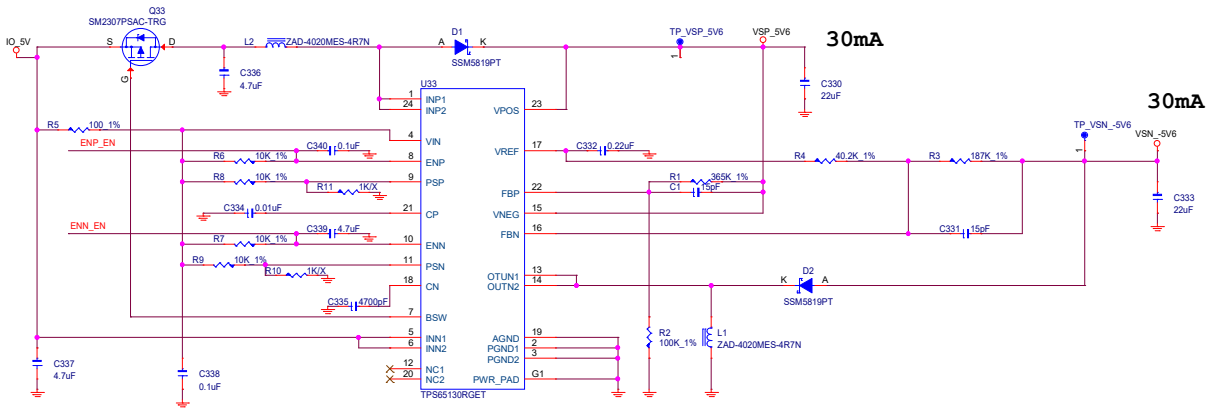 Q33
SM2307PSAC-TRG
IO_5V
S
D
G
L2
ZAD-4020MES-4R7N
C336
4.7uF
D1
A
K
SSM5819PT
TP_VSP_5V6
1
VSP_5V6
30mA
C330
22uF
30mA
U33
1
INP1
24
INP2
VPOS
23
R5
100_1%
4
VIN
ENP_EN
C340
0.1uF
R6
10K_1%
8
ENP
VREF
17
C332
0.22uF
R4
40.2K_1%
R3
187K_1%
TP_VSN_-5V6
1
VSN_-5V6
R8
10K_1%
9
PSP
R11
1K/X
R1
365K_1%
FBP
22
C1
15pF
C333
22uF
C334
0.01uF
21
CP
VNEG
15
ENN_EN
C339
4.7uF
FBN
16
C331
15pF
R7
10K_1%
10
ENN
R9
10K_1%
11
PSN
R10
1K/X
18
CN
OTUN1
13
OUTN2
14
D2
K
A
SSM5819PT
C335
4700pF
7
BSW
5
INN1
6
INN2
AGND
19
PGND1
2
PGND2
3
R2
100K_1%
L1
ZAD-4020MES-4R7N
C337
4.7uF
C338
0.1uF
12
NC1
20
NC2
PWR_PAD
G1
TPS65130RGET